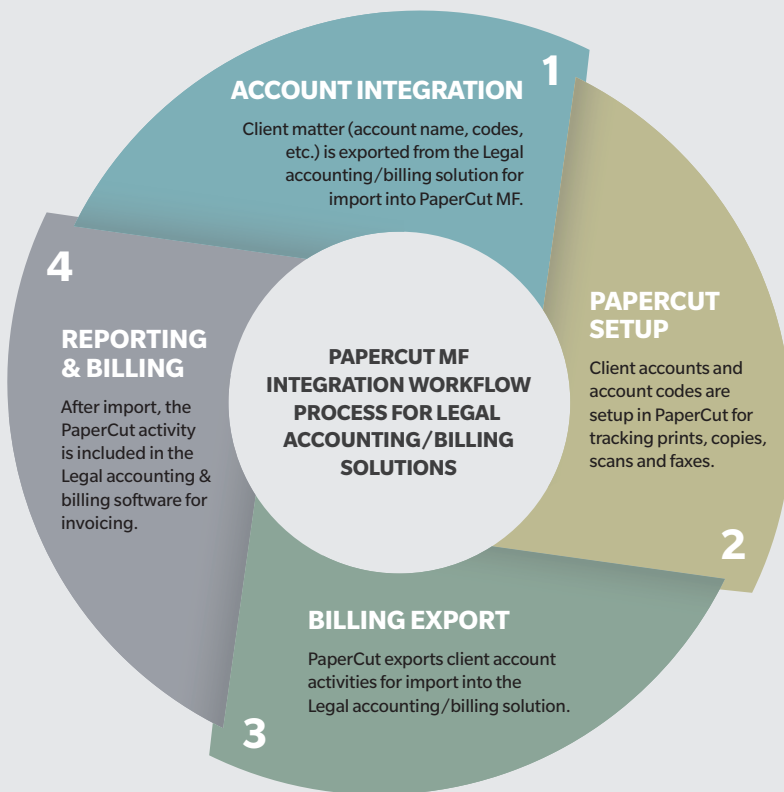 1
ACCOUNT INTEGRATION
Client matter (account name, codes,
etc.) is exported from the Legal
accounting/billing solution for
import into PaperCut MF.
PAPERCUT
SETUP
Client accounts and
account codes are
setup in PaperCut for
tracking prints, copies,
scans and faxes.
2
BILLING EXPORT
PaperCut exports client account
activities for import into the
Legal accounting/billing solution.
3
4
REPORTING
& BILLING
After import, the
PaperCut activity
is included in the
Legal accounting &
billing software for
invoicing.
PAPERCUT MF
INTEGRATION WORKFLOW
PROCESS FOR LEGAL
ACCOUNTING/BILLING
SOLUTIONS